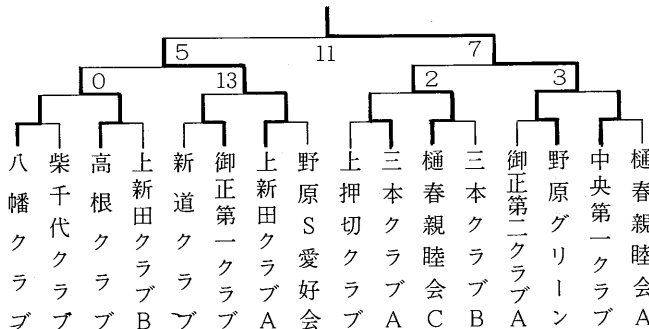 5 11 7
0 13 2 3
八幡クラブ
柴千代クラブ
高根クラブ
上新田クラブB
新道クラブ
御正第一クラブ
上新田クラブA
野原S愛好会
上押切クラブ
三本クラブA
樋春親睦会C
三本クラブB
御正第二クラブA
野原グリーン
中央第一クラブ
樋春親睦会A